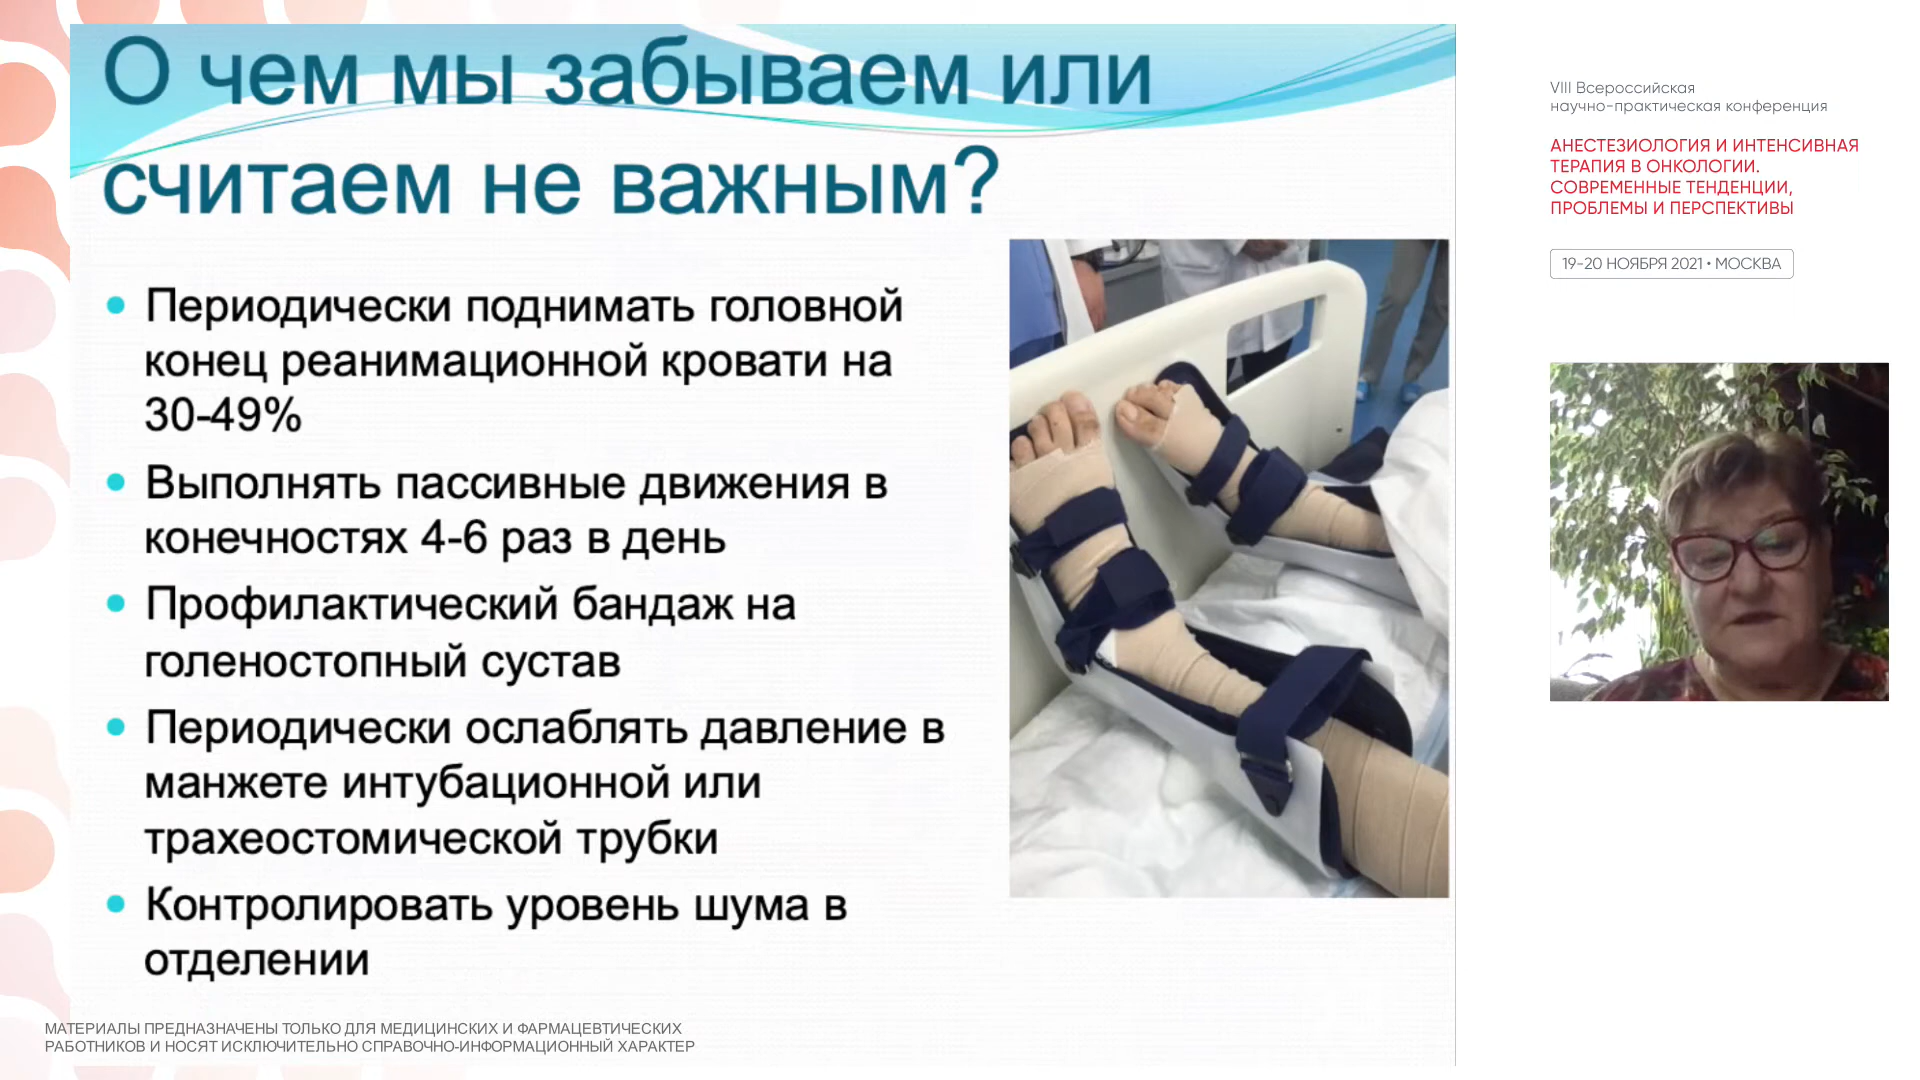 О чем мы забываем или
считаем не важным?
• Периодически поднимать головной
конец реанимационной кровати на
30-49%
• Выполнять пассивные движения в
конечностях 4-6 раз в день
• Профилактический бандаж на
голеностопный сустав
• Периодически ослаблять давление в
манжете интубационной или
трахеостомической трубки
• Контролировать уровень шума в
отделении
МАТЕРИАЛЫ ПРЕДНАЗНАЧЕНЫ ТОЛЬКО ДЛЯ МЕДИЦИНСКИХ И ФАРМАЦЕВТИЧЕСКИХ
РАБОТНИКОВ И НОСЯТ ИСКЛЮЧИТЕЛЬНО СПРАВОЧНО-ИНФОРМАЦИОННЫЙ ХАРАКТЕР
VIII Всероссийская
научно-практическая конференция
АНЕСТЕЗИОЛОГИЯ И ИНТЕНСИВНАЯ
ТЕРАПИЯ В ОНКОЛОГИИ.
СОВРЕМЕННЫЕ ТЕНДЕНЦИИ,
ПРОБЛЕМЫ И ПЕРСПЕКТИВЫ
19-20 НОЯБРЯ 2021 • МОСКВА